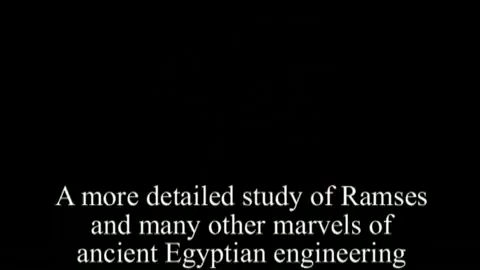 A more detailed study of Ramses
and many other marvels of
ancient Egyptian engineering